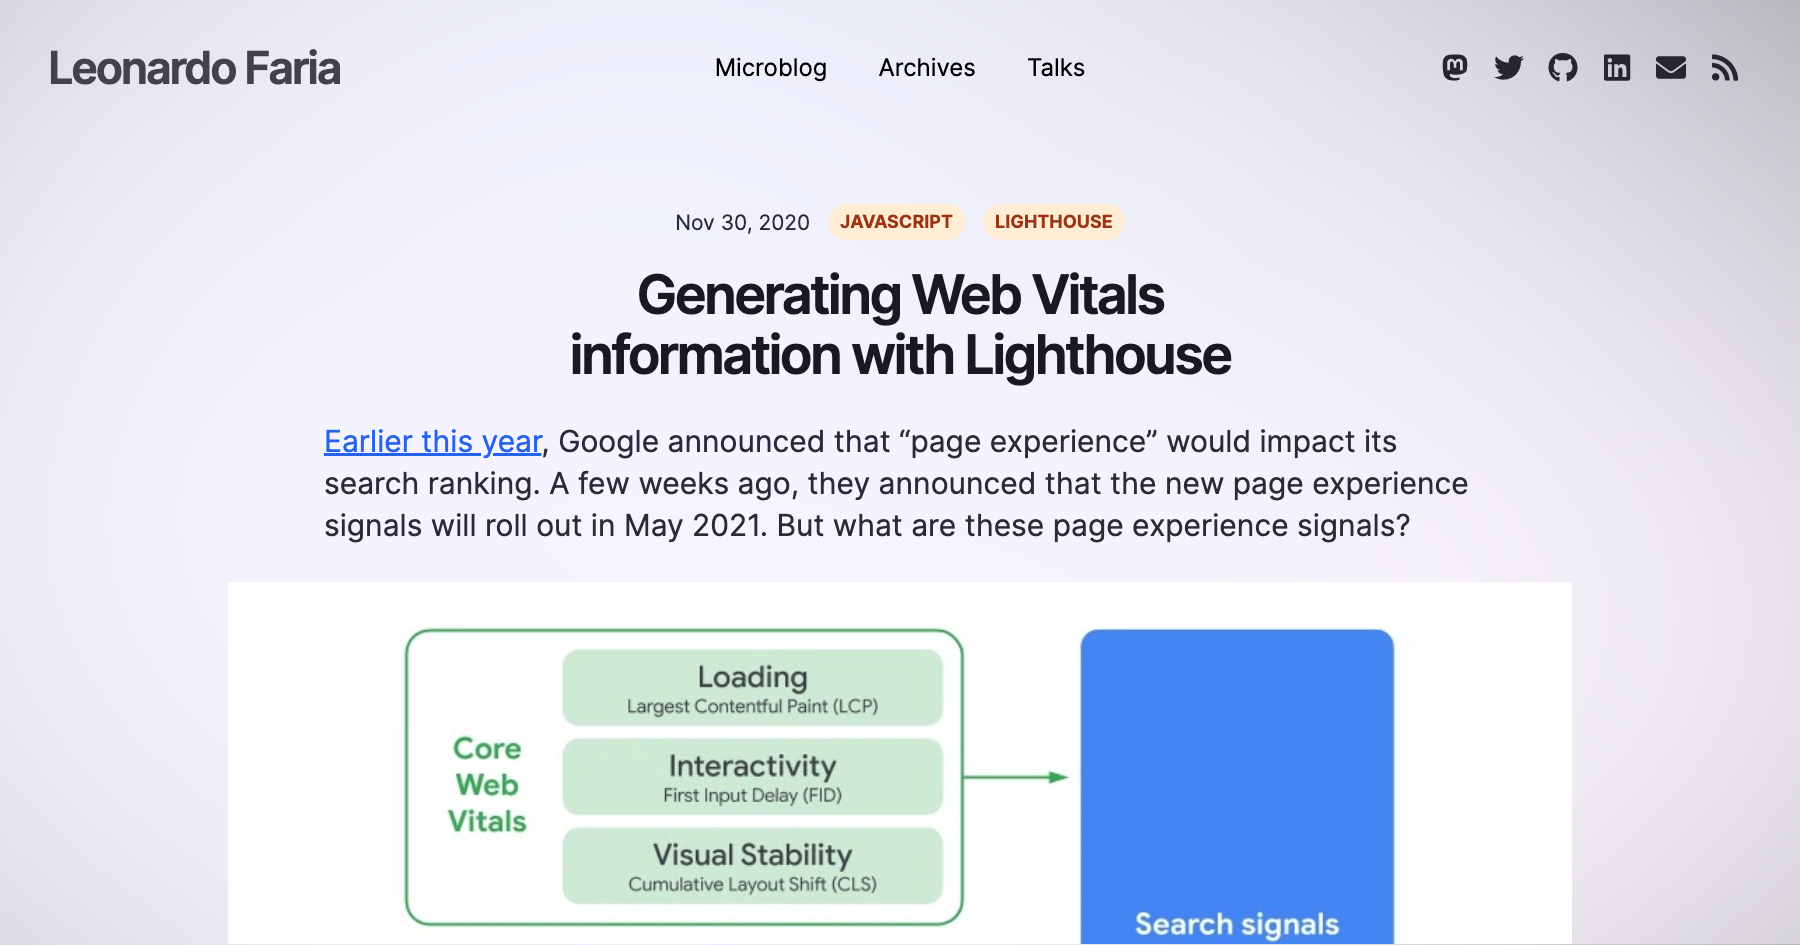 Leonardo Faria
Microblog
Archives
Talks
Nov 30, 2020
JAVASCRIPT
LIGHTHOUSE
Generating Web Vitals
information with Lighthouse
Earlier this year, Google announced that “page experience” would impact its
search ranking. A few weeks ago, they announced that the new page experience
signals will roll out in May 2021. But what are these page experience signals?
Core
Web
Vitals
Loading
Largest Contentful Paint (LCP)
Interactivity
First Input Delay (FID)
Visual Stability
Cumulative Layout Shift (CLS)
Search signals